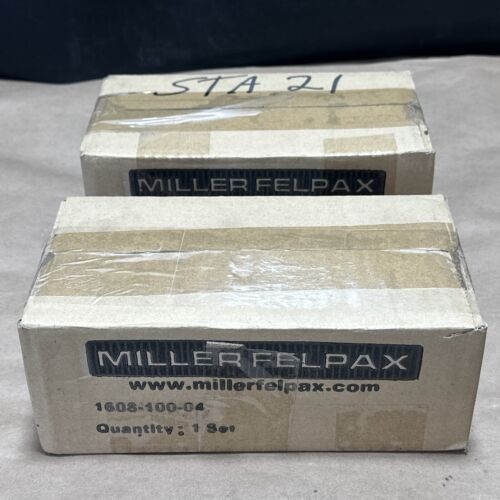 STA 21
MILLER FELPAX
MILLER FELPAX
www.millerfelpax.com
1608-100-04
Quantity: 1 Set